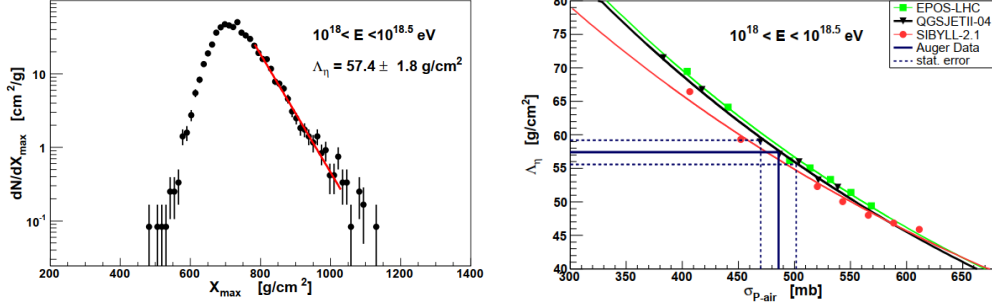 dN/dXmax [cm²/g]
10
1
10⁻¹
10¹⁸< E <10¹⁸·⁵ eV
Λη = 57.4 ± 1.8 g/cm²
200 400 600 800 1000 1200 1400
Xmax [g/cm²]
Λη [g/cm²]
80
75
70
65
60
55
50
45
40
10¹⁸ < E < 10¹⁸·⁵ eV
EPOS-LHC
QGSJETII-04
SIBYLL-2.1
Auger Data
stat. error
300 350 400 450 500 550 600 650
σP-air [mb]